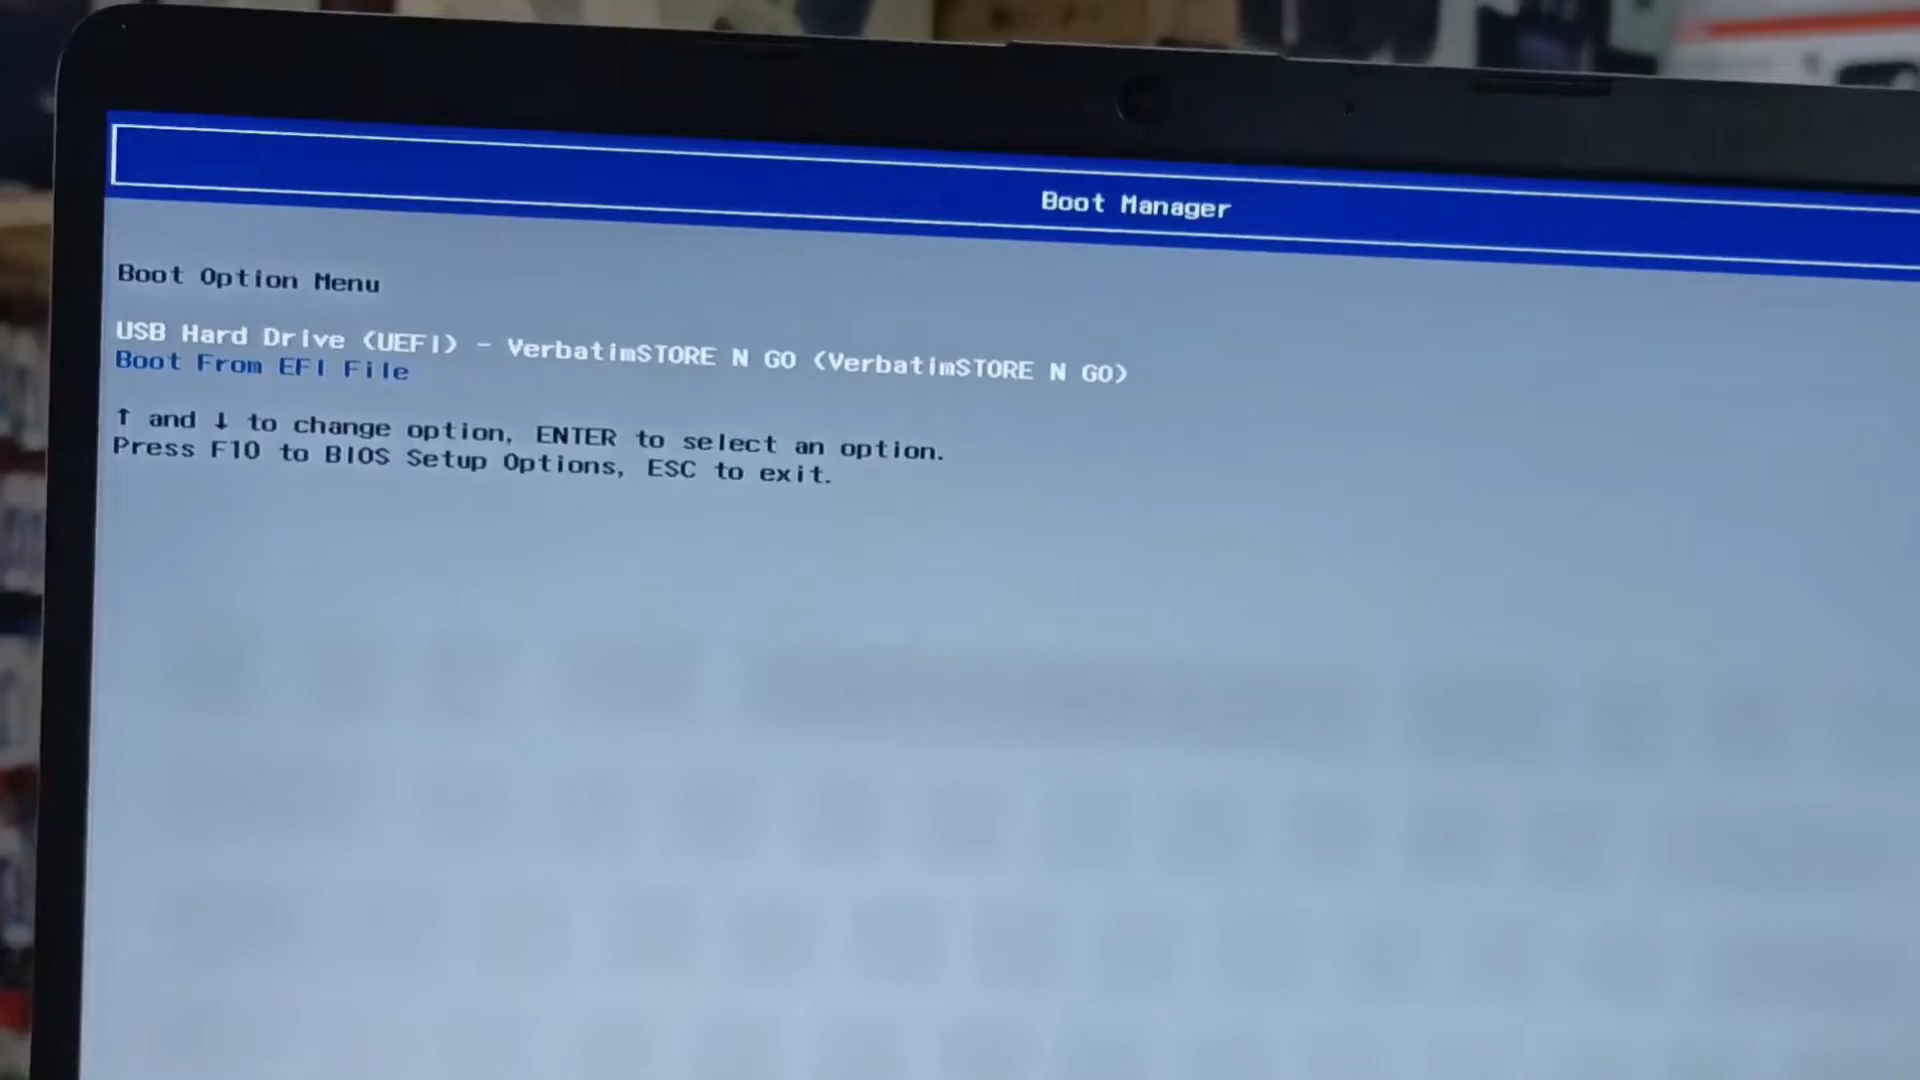 Boot Manager
Boot Option Menu
USB Hard Drive (UEFI) - VerbatimSTORE N GO (VerbatimSTORE N GO)
Boot From EFI File
↑ and ↓ to change option, ENTER to select an option.
Press F10 to BIOS Setup Options, ESC to exit.